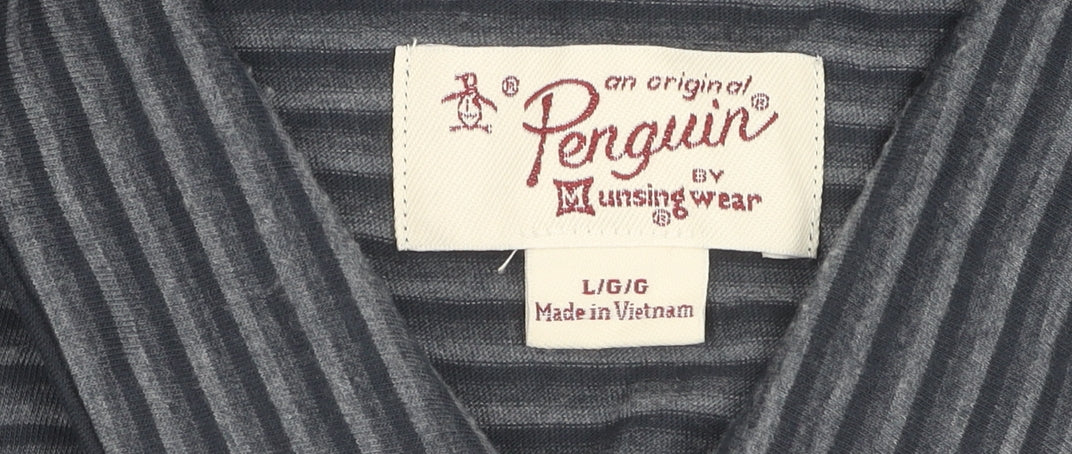 ®
an original
Penguin®
BY
Munsingwear
®
L/G/G
Made in Vietnam